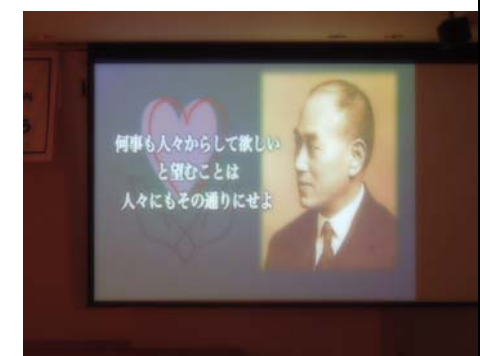 何事も人々からして欲しい
と望むことは
人々にもその通りにせよ